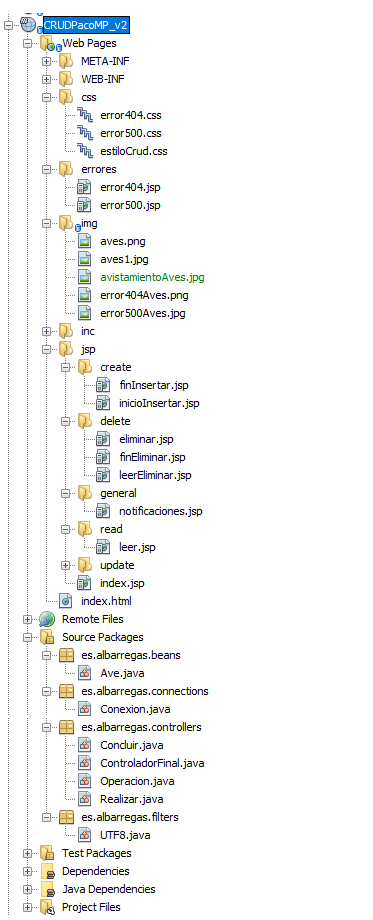 CRUDPacoMP_v2
Web Pages
META-INF
WEB-INF
css
error404.css
error500.css
estiloCrud.css
errores
error404.jsp
error500.jsp
img
aves.png
aves1.jpg
avistamientoAves.jpg
error404Aves.png
error500Aves.jpg
inc
jsp
create
finInsertar.jsp
inicioInsertar.jsp
delete
eliminar.jsp
finEliminar.jsp
leerEliminar.jsp
general
notificaciones.jsp
read
leer.jsp
update
index.jsp
index.html
Remote Files
Source Packages
es.albarregas.beans
Ave.java
es.albarregas.connections
Conexion.java
es.albarregas.controllers
Concluir.java
ControladorFinal.java
Operacion.java
Realizar.java
es.albarregas.filters
UTF8.java
Test Packages
Dependencies
Java Dependencies
Project Files